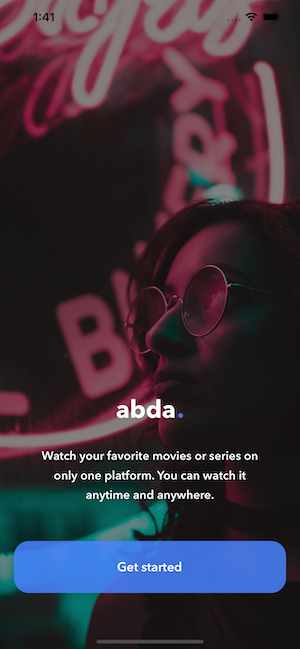 1:41
abda.
Watch your favorite movies or series on
only one platform. You can watch it
anytime and anywhere.
Get started